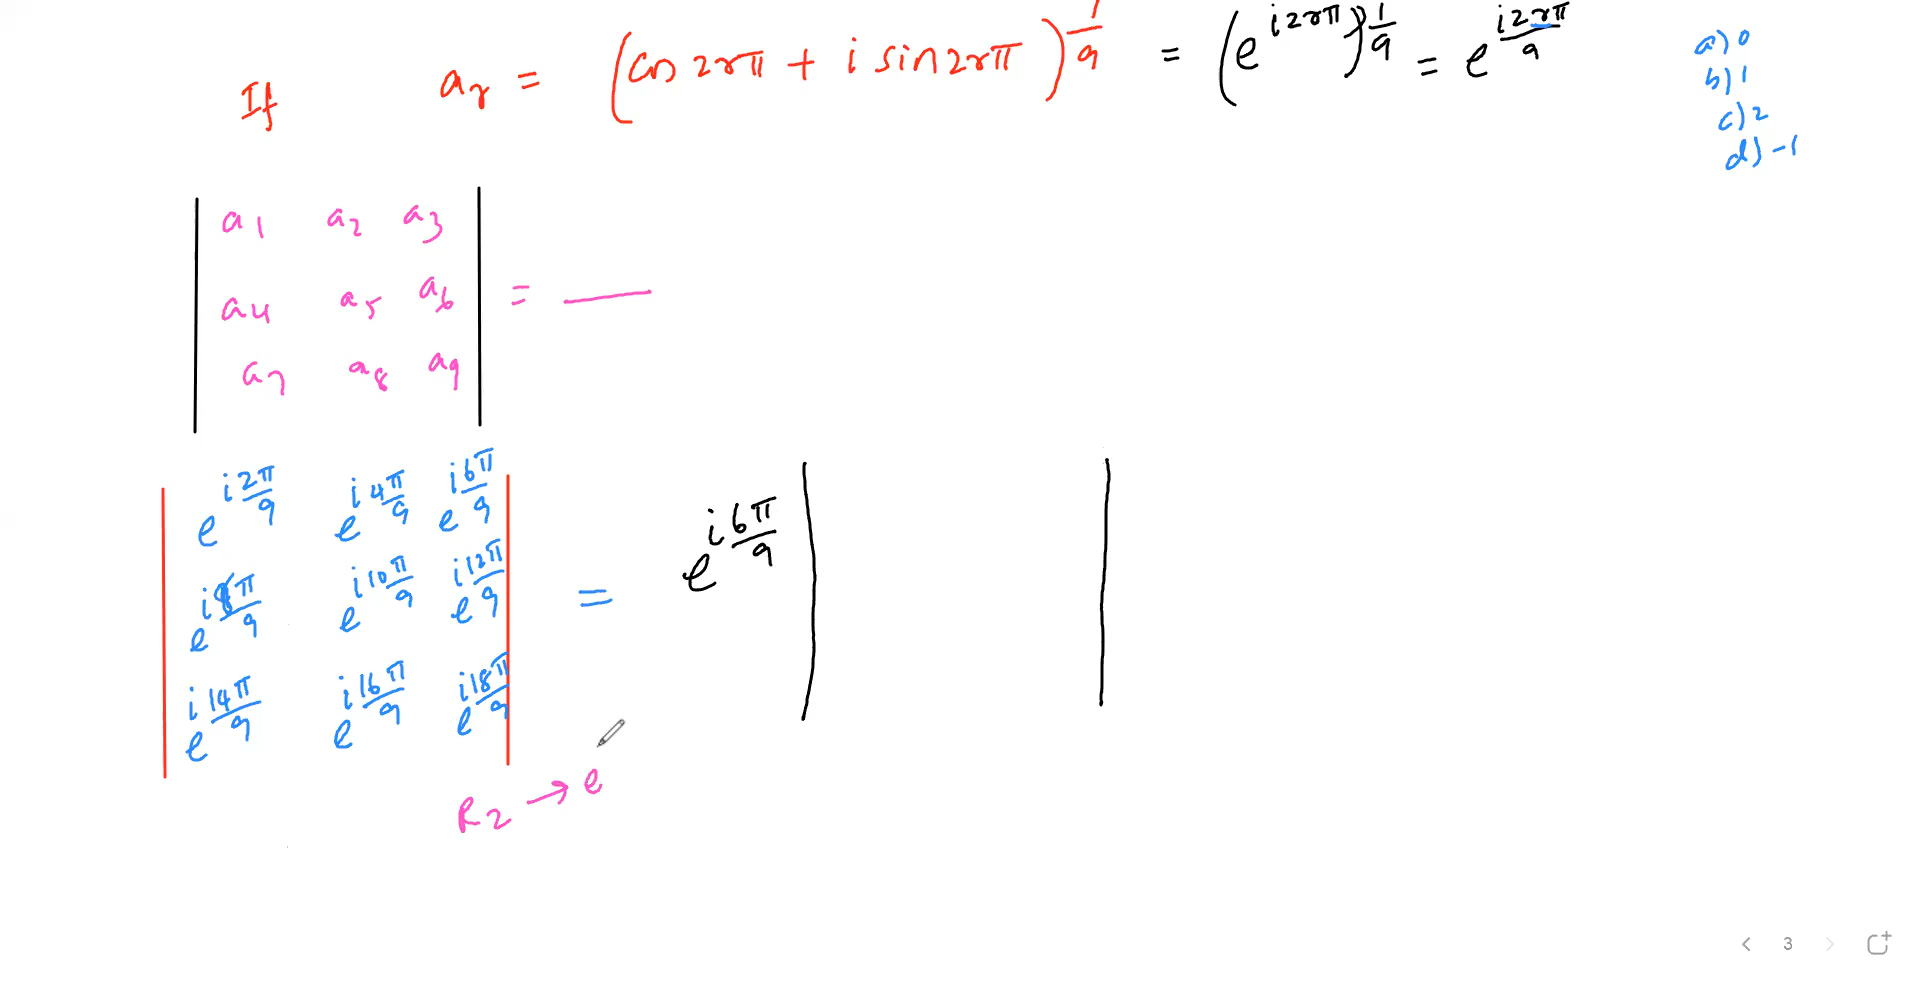 If a_r = (cos 2rπ + i sin 2rπ)^(1/9) = (e^(i2rπ))^(1/9) = e^(i2rπ/9)
a) 0
b) 1
c) 2
d) -1
| a1 a2 a3 |
| a4 a5 a6 | = ____
| a7 a8 a9 |
| e^(i2π/9) e^(i4π/9) e^(i6π/9) |
| e^(i8π/9) e^(i10π/9) e^(i12π/9) | = e^(i6π/9) | |
| e^(i14π/9) e^(i16π/9) e^(i18π/9) |
R2 → e
3